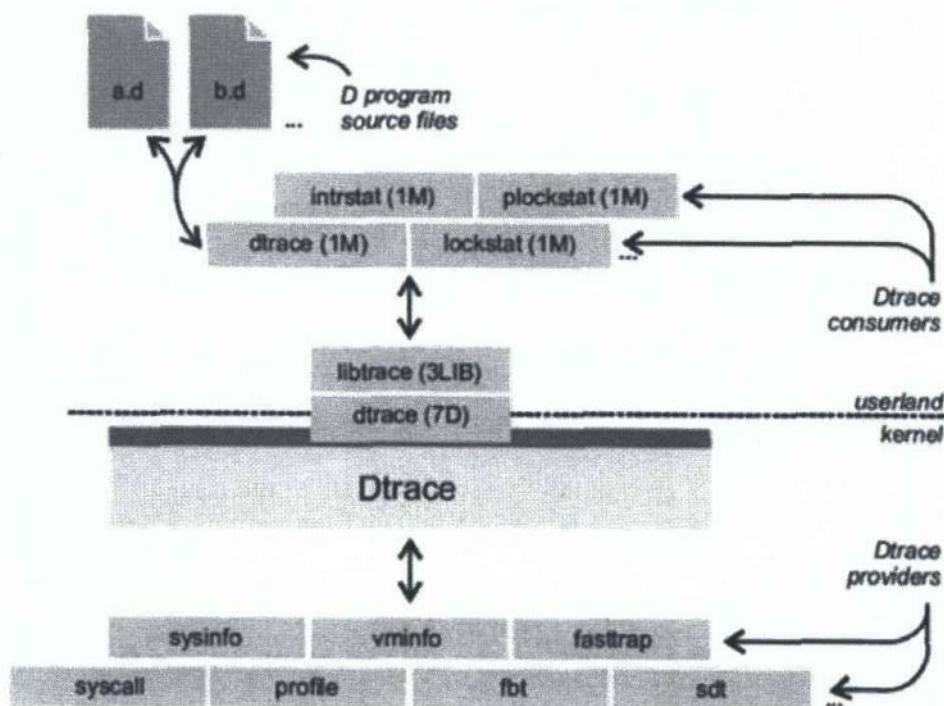 a.d b.d
...
D program
source files
intrstat (1M) plockstat (1M)
dtrace (1M) lockstat (1M) ...
Dtrace
consumers
libtrace (3LIB)
userland
dtrace (7D)
kernel
Dtrace
Dtrace
providers
sysinfo vminfo fasttrap
syscall profile fbt sdt ...